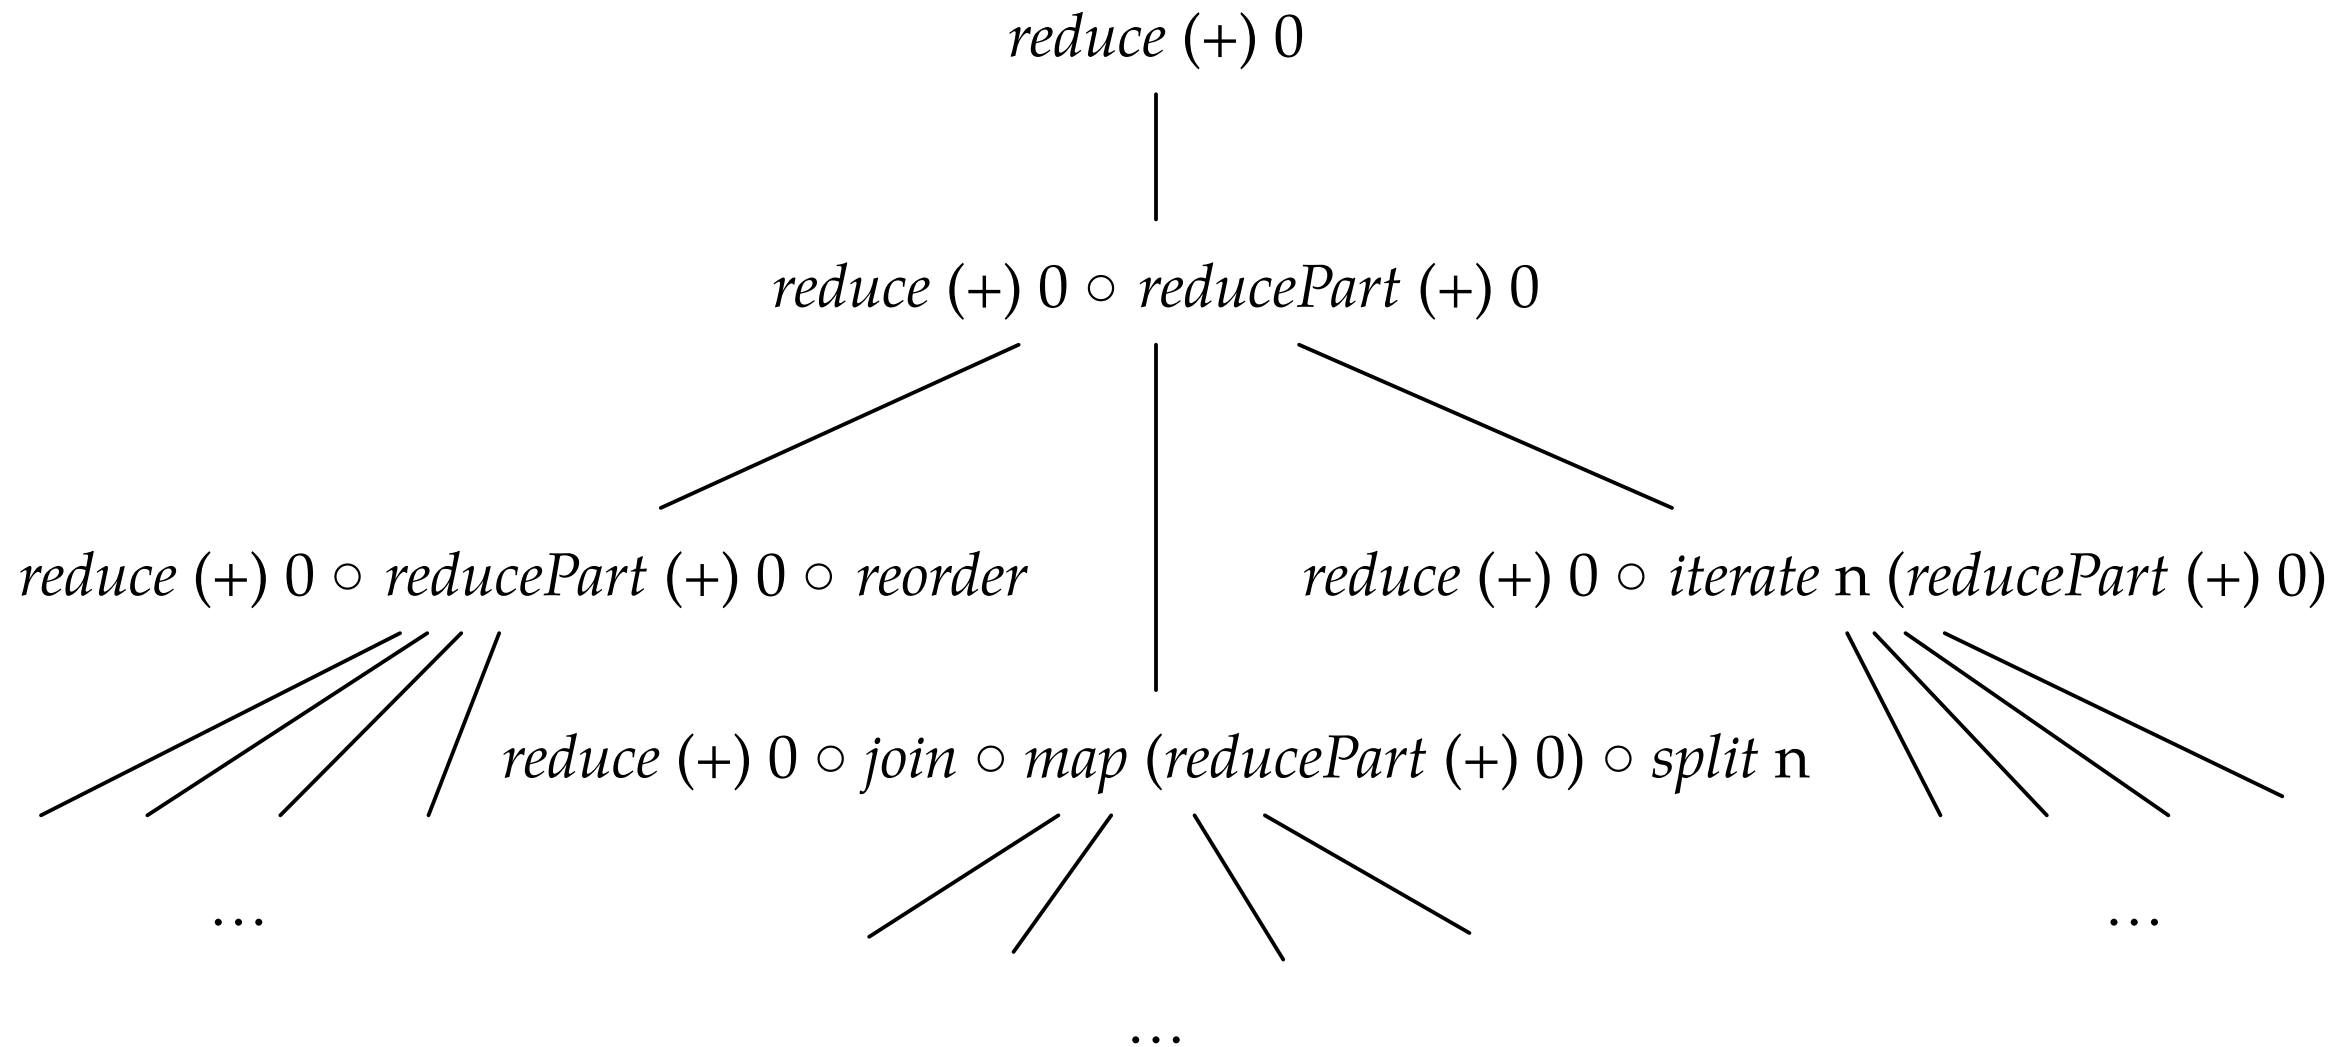 reduce (+) 0
reduce (+) 0 ○ reducePart (+) 0
reduce (+) 0 ○ reducePart (+) 0 ○ reorder
reduce (+) 0 ○ iterate n (reducePart (+) 0)
reduce (+) 0 ○ join ○ map (reducePart (+) 0) ○ split n
...
...
...